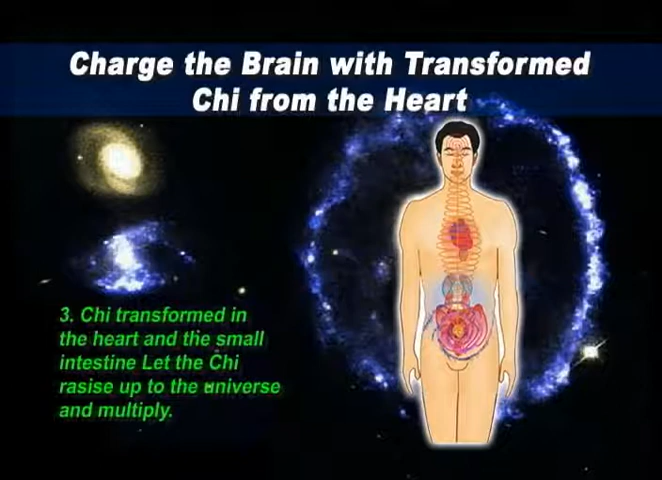 Charge the Brain with Transformed
Chi from the Heart
3. Chi transformed in
the heart and the small
intestine Let the Chi
rasise up to the universe
and multiply.